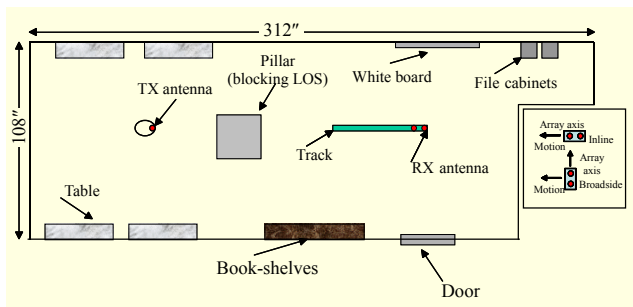 312"
Pillar
(blocking LOS)
White board
File cabinets
TX antenna
108"
Track
RX antenna
Array axis
Motion
Inline
Array
axis
Motion
Broadside
Table
Book-shelves
Door